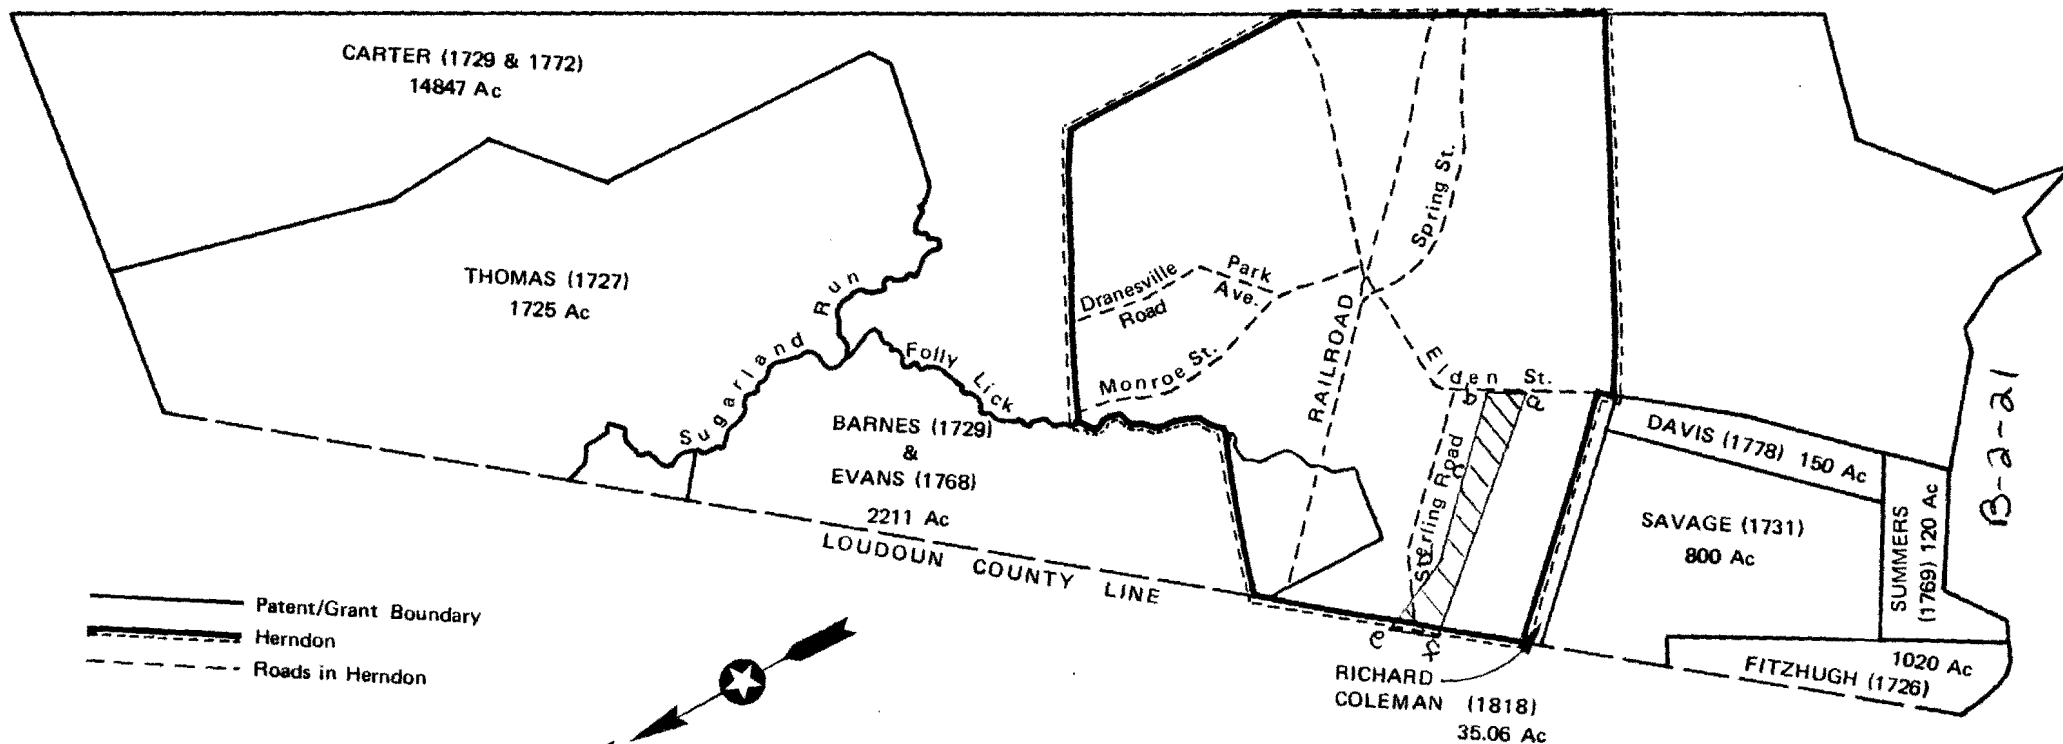 CARTER (1729 & 1772)
14847 Ac
THOMAS (1727)
1725 Ac
Sugarland Run
Folly Lick
BARNES (1729)
&
EVANS (1768)
2211 Ac
LOUDOUN COUNTY LINE
Dranesville
Road
Park
Ave.
Monroe St.
RAILROAD
Spring St.
Elden St.
Sterling Road
DAVIS (1778) 150 Ac
SAVAGE (1731)
800 Ac
SUMMERS
(1769) 120 Ac
B-2-21
1020 Ac
FITZHUGH (1726)
RICHARD
COLEMAN (1818)
35.06 Ac
Patent/Grant Boundary
Herndon
Roads in Herndon